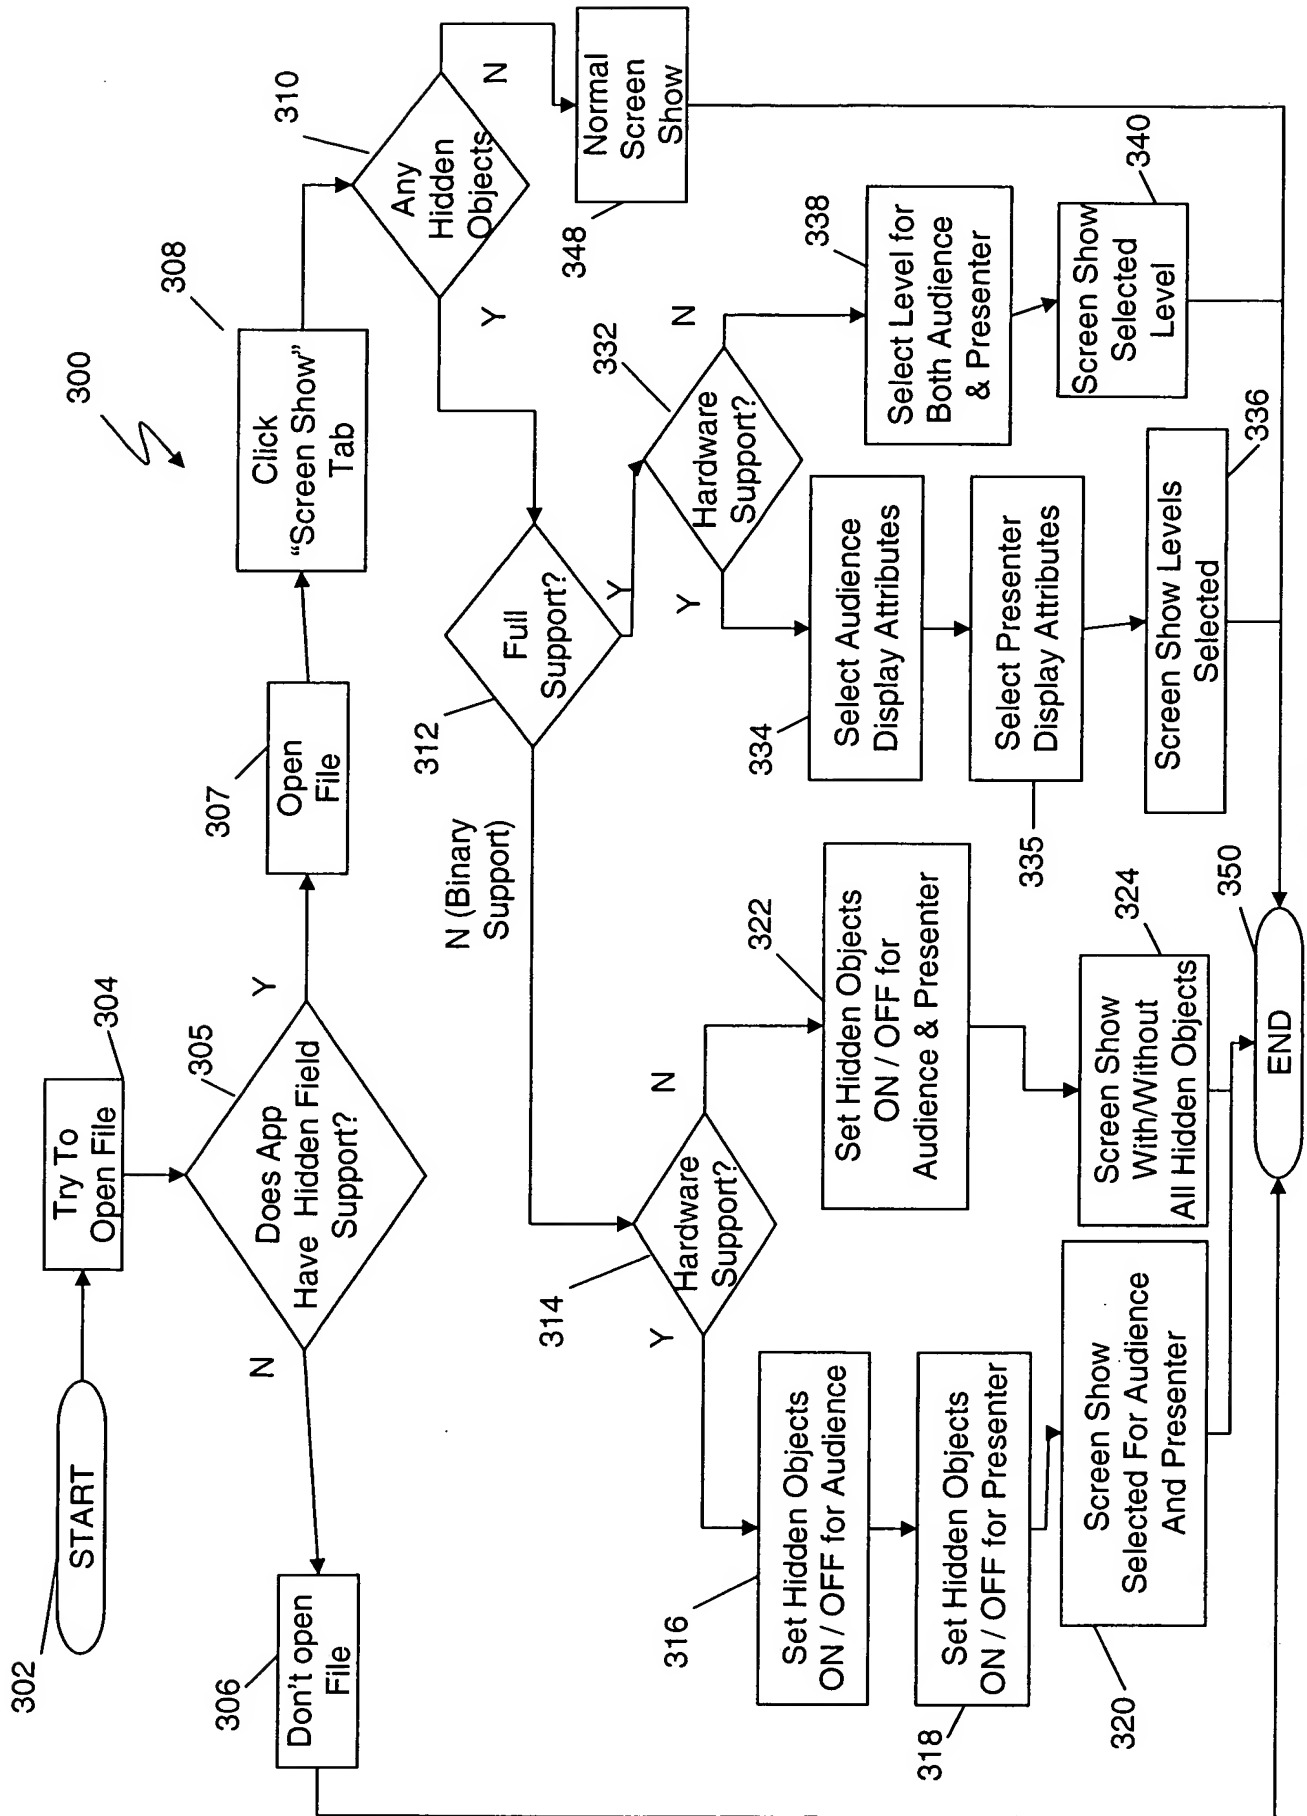 300
302
START
304
Try To
Open File
305
Does App
Have Hidden Field
Support?
N
Y
306
Don't open
File
307
Open
File
308
Click
“Screen Show”
Tab
310
Any
Hidden
Objects
Y
N
348
Normal
Screen
Show
312
Full
Support?
N (Binary
Support)
Y
314
Hardware
Support?
Y
N
316
Set Hidden Objects
ON / OFF for Audience
318
Set Hidden Objects
ON / OFF for Presenter
320
Screen Show
Selected For Audience
And Presenter
322
Set Hidden Objects
ON / OFF for
Audience & Presenter
324
Screen Show
With/Without
All Hidden Objects
332
Hardware
Support?
Y
N
334
Select Audience
Display Attributes
335
Select Presenter
Display Attributes
336
Screen Show Levels
Selected
338
Select Level for
Both Audience
& Presenter
340
Screen Show
Selected
Level
350
END